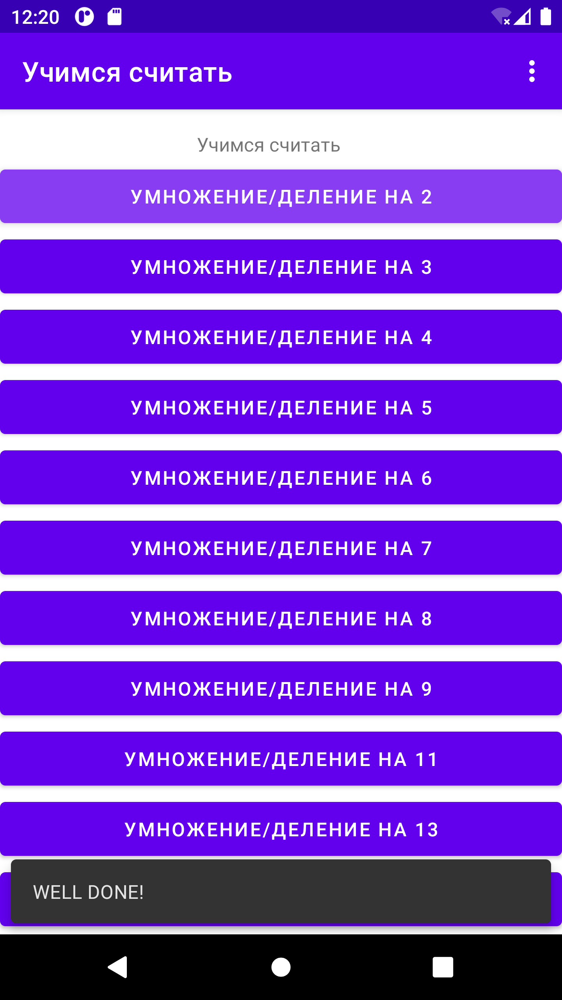 12:20
Учимся считать
Учимся считать
УМНОЖЕНИЕ/ДЕЛЕНИЕ НА 2
УМНОЖЕНИЕ/ДЕЛЕНИЕ НА 3
УМНОЖЕНИЕ/ДЕЛЕНИЕ НА 4
УМНОЖЕНИЕ/ДЕЛЕНИЕ НА 5
УМНОЖЕНИЕ/ДЕЛЕНИЕ НА 6
УМНОЖЕНИЕ/ДЕЛЕНИЕ НА 7
УМНОЖЕНИЕ/ДЕЛЕНИЕ НА 8
УМНОЖЕНИЕ/ДЕЛЕНИЕ НА 9
УМНОЖЕНИЕ/ДЕЛЕНИЕ НА 11
УМНОЖЕНИЕ/ДЕЛЕНИЕ НА 13
WELL DONE!